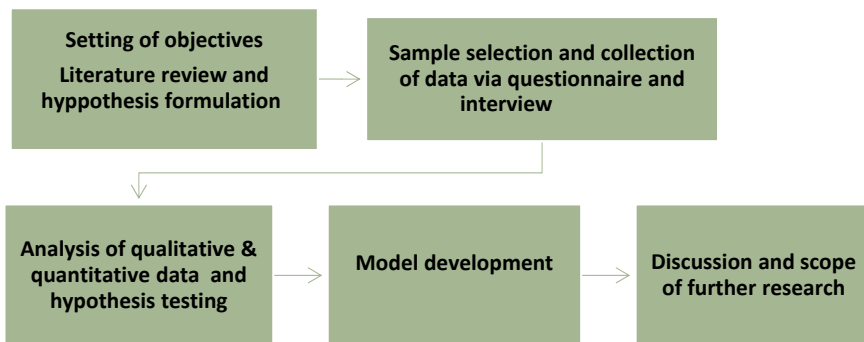 Setting of objectives
Literature review and
hyppothesis formulation
Sample selection and collection
of data via questionnaire and
interview
Analysis of qualitative &
quantitative data and
hypothesis testing
Model development
Discussion and scope
of further research